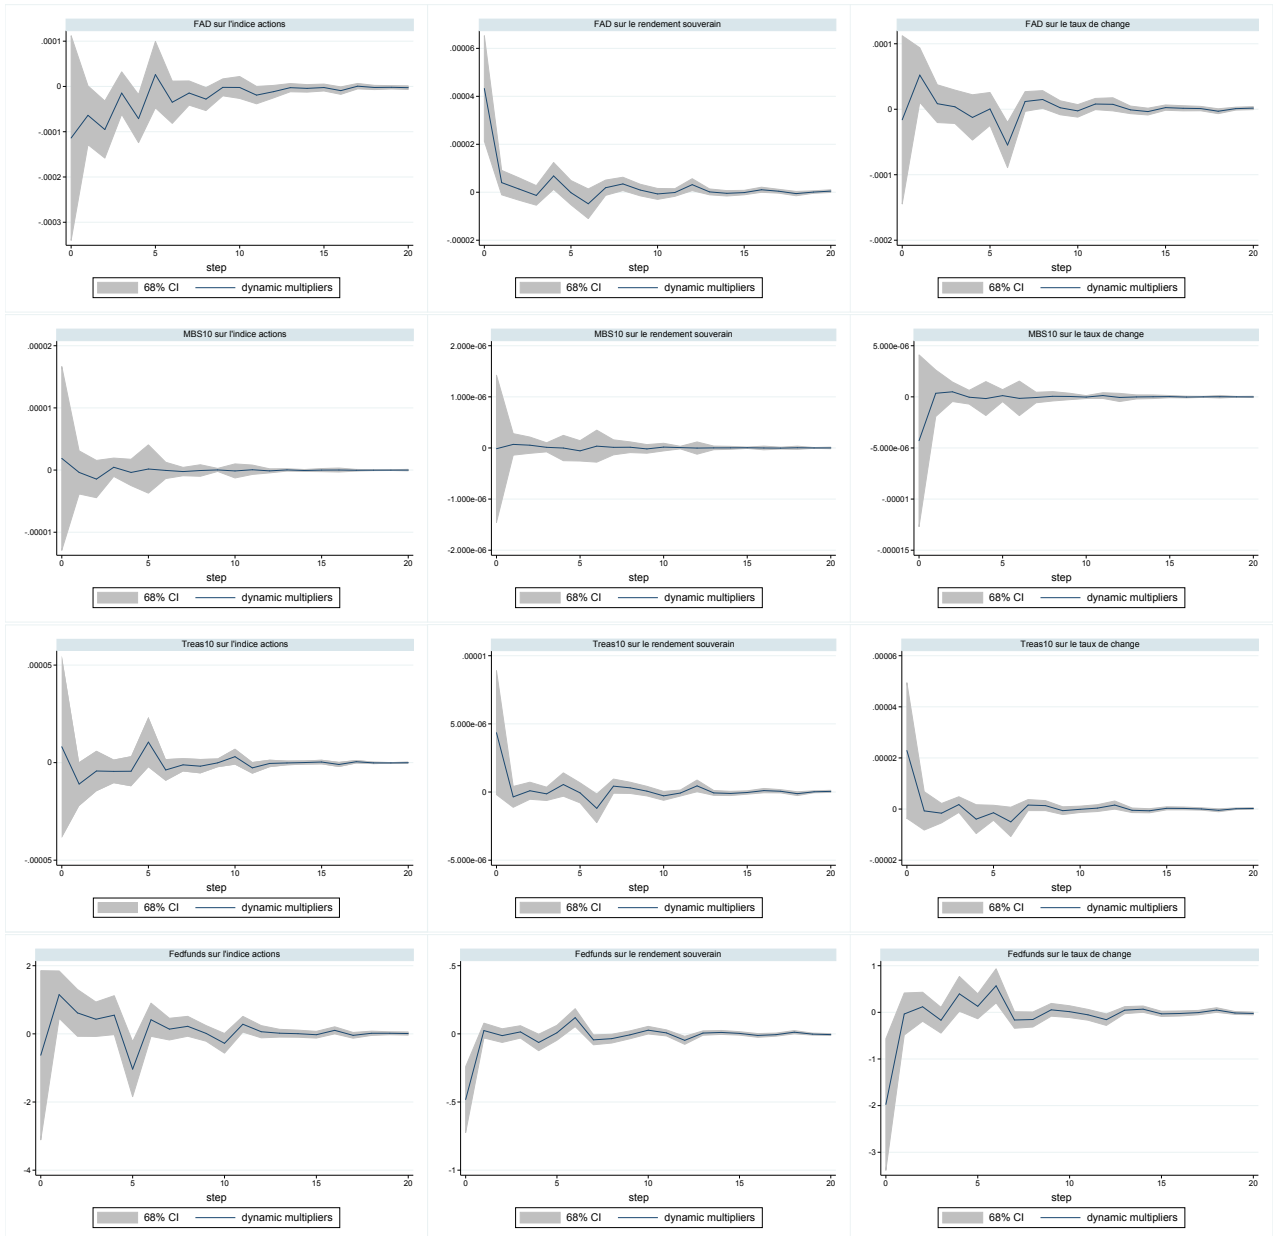 FAD sur l'indice actions
.0001
0
-.0001
-.0002
-.0003
0 5 10 15 20
step
68% CI dynamic multipliers
FAD sur le rendement souverain
.00006
.00004
.00002
0
-.00002
0 5 10 15 20
step
68% CI dynamic multipliers
FAD sur le taux de change
.0001
0
-.0001
-.0002
0 5 10 15 20
step
68% CI dynamic multipliers
MBS10 sur l'indice actions
.00002
.00001
0
-.00001
0 5 10 15 20
step
68% CI dynamic multipliers
MBS10 sur le rendement souverain
2.000e-06
1.000e-06
0
-1.000e-06
-2.000e-06
0 5 10 15 20
step
68% CI dynamic multipliers
MBS10 sur le taux de change
5.000e-06
0
-5.000e-06
-.00001
-.000015
0 5 10 15 20
step
68% CI dynamic multipliers
Treas10 sur l'indice actions
.00005
0
-.00005
0 5 10 15 20
step
68% CI dynamic multipliers
Treas10 sur le rendement souverain
.00001
5.000e-06
0
-5.000e-06
0 5 10 15 20
step
68% CI dynamic multipliers
Treas10 sur le taux de change
.00006
.00004
.00002
0
-.00002
0 5 10 15 20
step
68% CI dynamic multipliers
Fedfunds sur l'indice actions
2
0
-2
-4
0 5 10 15 20
step
68% CI dynamic multipliers
Fedfunds sur le rendement souverain
.5
0
-.5
-1
0 5 10 15 20
step
68% CI dynamic multipliers
Fedfunds sur le taux de change
1
0
-1
-2
-3
0 5 10 15 20
step
68% CI dynamic multipliers